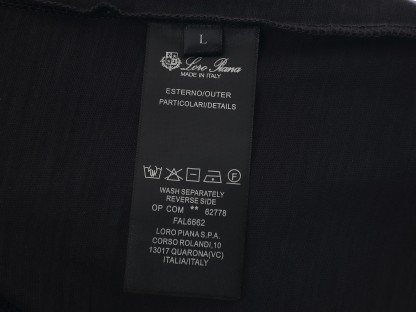 L
Loro Piana
MADE IN ITALY
ESTERNO/OUTER
PARTICOLARI/DETAILS
WASH SEPARATELY
REVERSE SIDE
OP COM ** 62778
FAL6662
LORO PIANA S.P.A.
CORSO ROLANDI,10
13017 QUARONA(VC)
ITALIA/ITALY